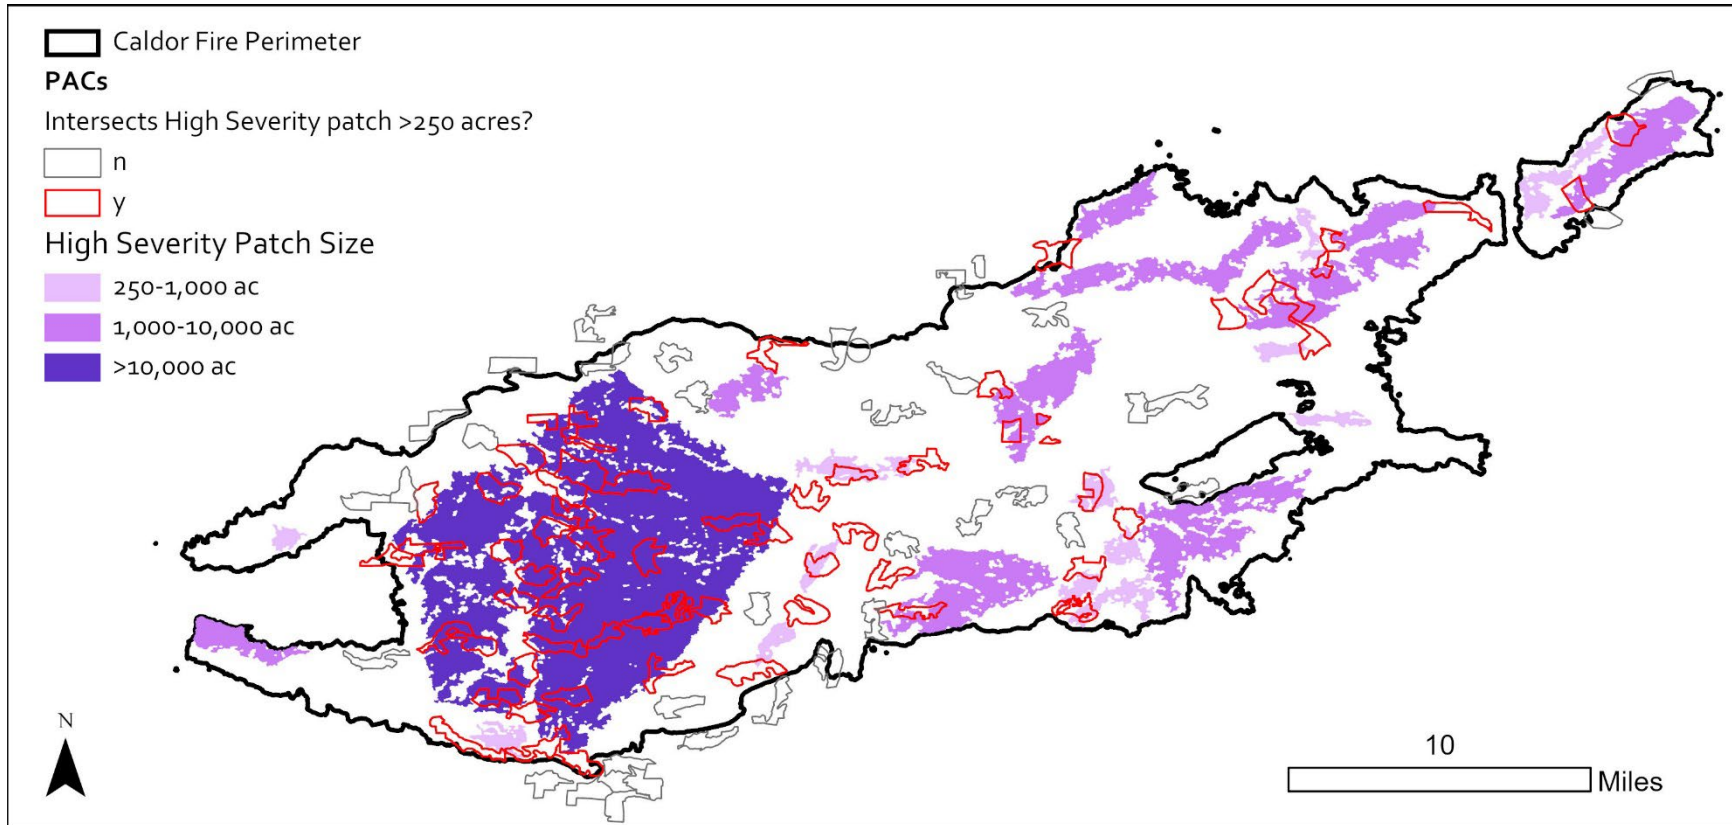 Caldor Fire Perimeter
PACs
Intersects High Severity patch >250 acres?
n
y
High Severity Patch Size
250-1,000 ac
1,000-10,000 ac
>10,000 ac
N
10
Miles